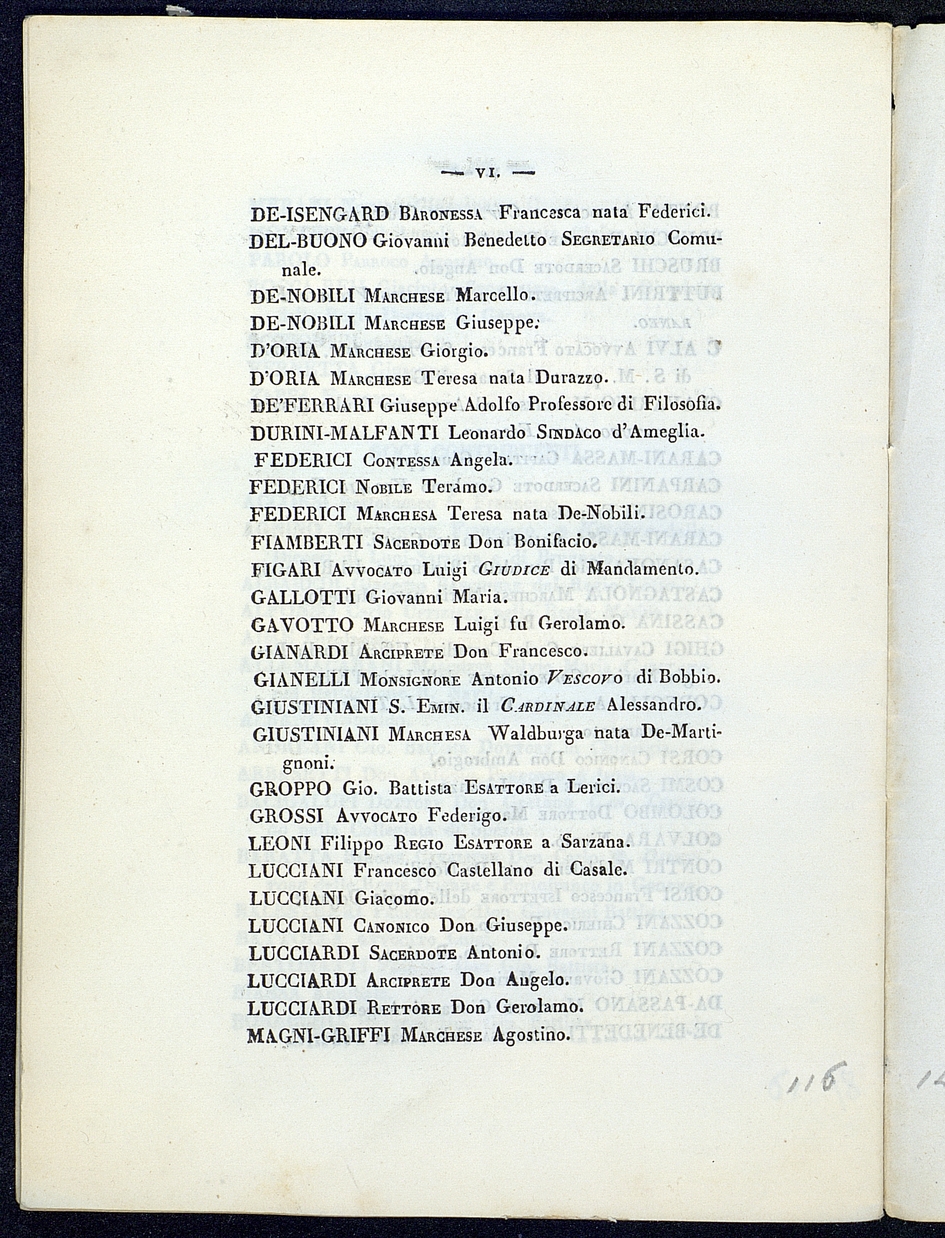 — VI. —
DE-ISENGARD BARONESSA Francesca nata Federici.
DEL-BUONO Giovanni Benedetto SEGRETARIO Comu-
nale.
DE-NOBILI MARCHESE Marcello.
DE-NOBILI MARCHESE Giuseppe.
D'ORIA MARCHESE Giorgio.
D'ORIA MARCHESE Teresa nata Durazzo.
DE'FERRARI Giuseppe Adolfo Professore di Filosofia.
DURINI-MALFANTI Leonardo SINDACO d'Ameglia.
FEDERICI CONTESSA Angela.
FEDERICI NOBILE Terámo.
FEDERICI MARCHESA Teresa nata De-Nobili.
FIAMBERTI SACERDOTE Don Bonifacio.
FIGARI AVVOCATO Luigi GIUDICE di Mandamento.
GALLOTTI Giovanni Maria.
GAVOTTO MARCHESE Luigi fu Gerolamo.
GIANARDI ARCIPRETE Don Francesco.
GIANELLI MONSIGNORE Antonio VESCOVO di Bobbio.
GIUSTINIANI S. EMIN. il CARDINALE Alessandro.
GIUSTINIANI MARCHESA Waldburga nata De-Marti-
gnoni.
GROPPO Gio. Battista ESATTORE a Lerici.
GROSSI AVVOCATO Federigo.
LEONI Filippo REGIO ESATTORE a Sarzana.
LUCCIANI Francesco Castellano di Casale.
LUCCIANI Giacomo.
LUCCIANI CANONICO Don Giuseppe.
LUCCIARDI SACERDOTE Antonio.
LUCCIARDI ARCIPRETE Don Angelo.
LUCCIARDI RETTORE Don Gerolamo.
MAGNI-GRIFFI MARCHESE Agostino.
116